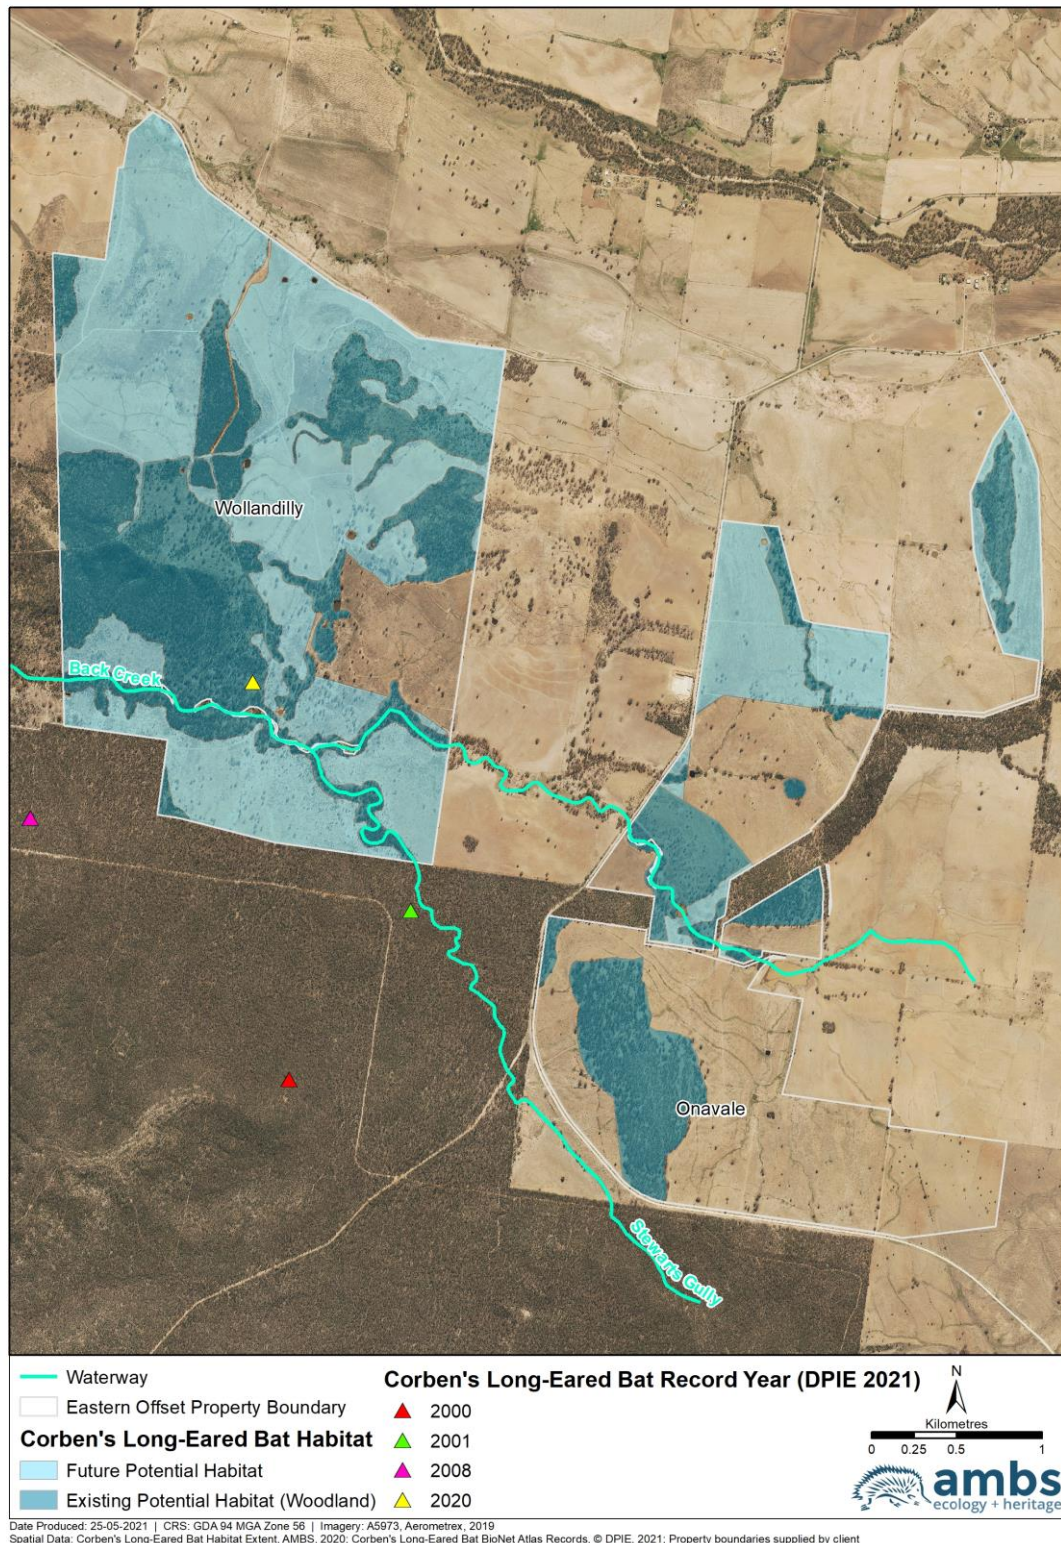 Wollandilly
Back Creek
Onavale
Stewarts Gully
Waterway
Eastern Offset Property Boundary
Corben's Long-Eared Bat Habitat
Future Potential Habitat
Existing Potential Habitat (Woodland)
Corben's Long-Eared Bat Record Year (DPIE 2021)
2000
2001
2008
2020
N
Kilometres
0 0.25 0.5 1
ambs
ecology + heritage
Date Produced: 25-05-2021 | CRS: GDA 94 MGA Zone 56 | Imagery: A5973, Aerometrex, 2019
Spatial Data: Corben's Long-Eared Bat Habitat Extent, AMBS, 2020; Corben's Long-Eared Bat BioNet Atlas Records, © DPIE, 2021; Property boundaries supplied by client